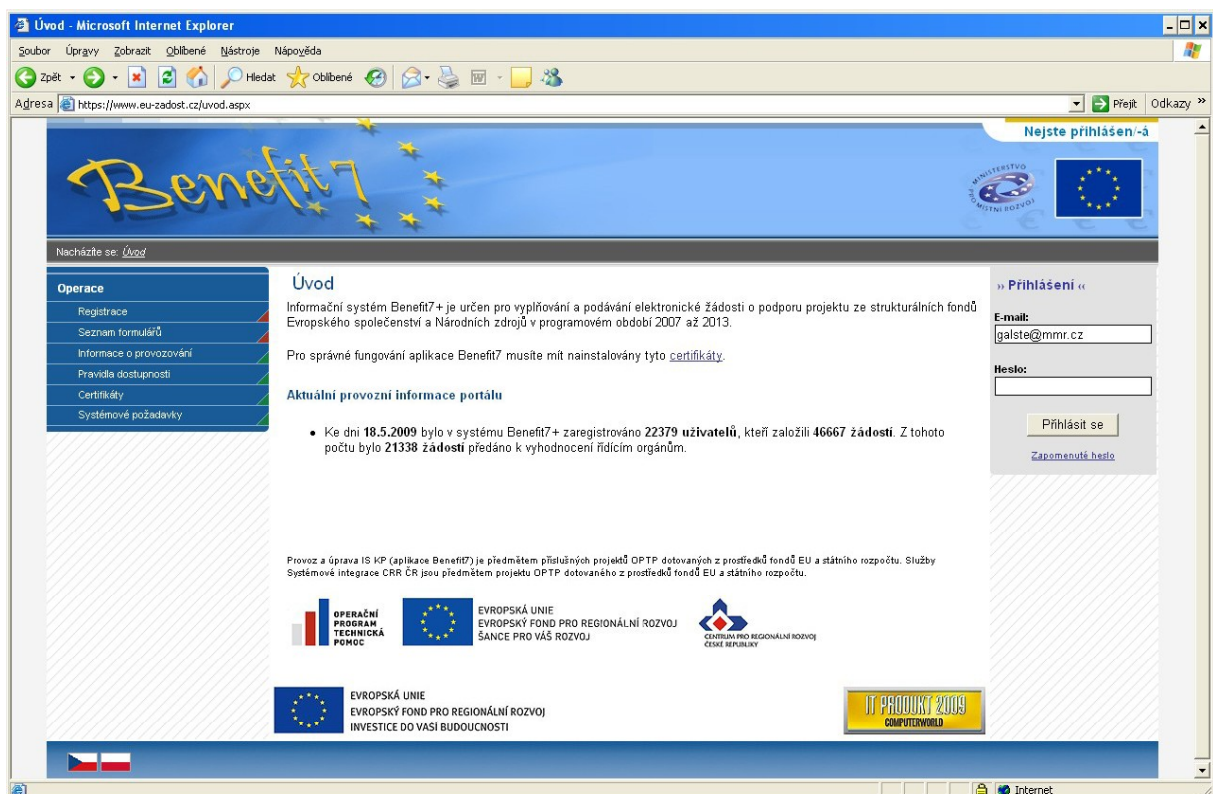 Úvod - Microsoft Internet Explorer
Soubor Úpravy Zobrazit Oblíbené Nástroje Nápověda
Zpět Hledat Oblíbené
Adresa https://www.eu-zadost.cz/uvod.aspx Přejít Odkazy »
Nejste přihlášen/-á
Benefit7
MINISTERSTVO
PRO MÍSTNÍ ROZVOJ
Nacházíte se: Úvod
Operace
Registrace
Seznam formulářů
Informace o provozování
Pravidla dostupnosti
Certifikáty
Systémové požadavky
Úvod
Informační systém Benefit7+ je určen pro vyplňování a podávání elektronické žádosti o podporu projektu ze strukturálních fondů
Evropského společenství a Národních zdrojů v programovém období 2007 až 2013.
Pro správné fungování aplikace Benefit7 musíte mít nainstalovány tyto certifikáty.
Aktuální provozní informace portálu
• Ke dni 18.5.2009 bylo v systému Benefit7+ zaregistrováno 22379 uživatelů, kteří založili 46667 žádostí. Z tohoto
počtu bylo 21338 žádostí předáno k vyhodnocení řídícím orgánům.
»» Přihlášení ««
E-mail:
galste@mmr.cz
Heslo:
Přihlásit se
Zapomenuté heslo
Provoz a úprava IS KP (aplikace Benefit7) je předmětem příslušných projektů OPTP dotovaných z prostředků fondů EU a státního rozpočtu. Služby
Systémové integrace CRR ČR jsou předmětem projektu OPTP dotovaného z prostředků fondů EU a státního rozpočtu.
OPERAČNÍ
PROGRAM
TECHNICKÁ
POMOC
EVROPSKÁ UNIE
EVROPSKÝ FOND PRO REGIONÁLNÍ ROZVOJ
ŠANCE PRO VÁŠ ROZVOJ
CENTRUM PRO REGIONÁLNÍ ROZVOJ
ČESKÉ REPUBLIKY
EVROPSKÁ UNIE
EVROPSKÝ FOND PRO REGIONÁLNÍ ROZVOJ
INVESTICE DO VAŠÍ BUDOUCNOSTI
IT PRODUKT 2009
COMPUTERWORLD
Internet